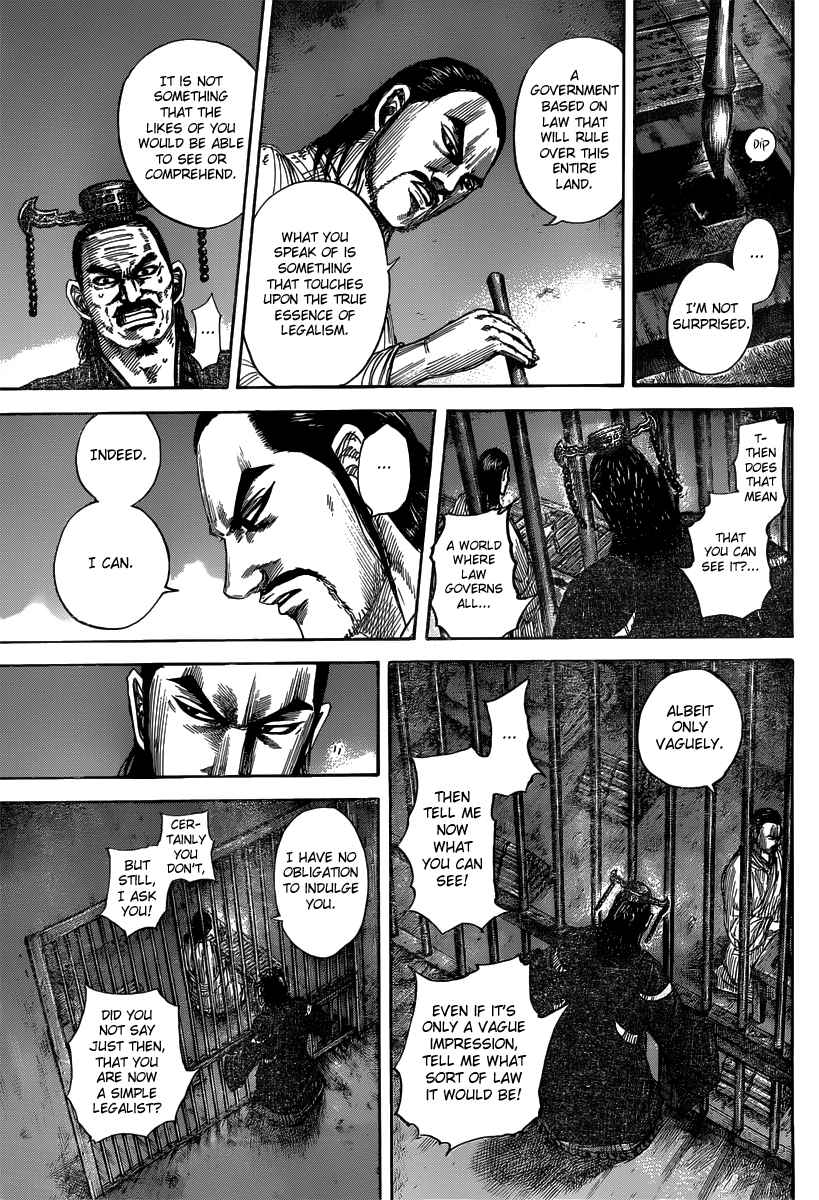 DIP
...
I'M NOT
SURPRISED.
A
GOVERNMENT
BASED ON
LAW THAT
WILL RULE
OVER THIS
ENTIRE
LAND.
WHAT YOU
SPEAK OF IS
SOMETHING
THAT TOUCHES
UPON THE TRUE
ESSENCE OF
LEGALISM.
IT IS NOT
SOMETHING
THAT THE
LIKES OF YOU
WOULD BE ABLE
TO SEE OR
COMPREHEND.
...
T-
THEN
DOES
THAT
MEAN
THAT
YOU CAN
SEE IT?...
A WORLD
WHERE
LAW
GOVERNS
ALL...
...
INDEED.
I CAN.
ALBEIT
ONLY
VAGUELY.
...
THEN
TELL ME
NOW
WHAT
YOU CAN
SEE!
EVEN IF IT'S
ONLY A VAGUE
IMPRESSION,
TELL ME WHAT
SORT OF LAW
IT WOULD BE!
I HAVE NO
OBLIGATION
TO INDULGE
YOU.
CER-
TAINLY
YOU
DON'T,
BUT
STILL,
I ASK
YOU!
DID YOU
NOT SAY
JUST THEN,
THAT YOU
ARE NOW
A SIMPLE
LEGALIST?